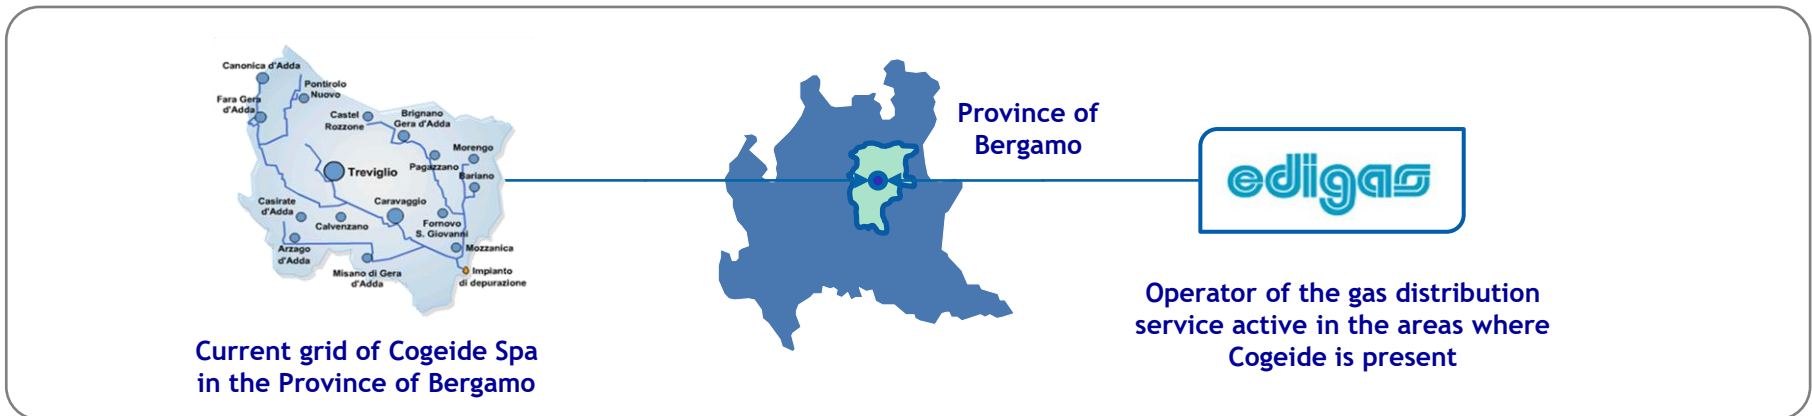 Canonica d'Adda
Pontirolo
Nuovo
Fara Gera
d'Adda
Castel
Rozzone
Brignano
Gera d'Adda
Morengo
Pagazzano
Treviglio
Bariano
Casirate
d'Adda
Caravaggio
Calvenzano
Fornovo
S. Giovanni
Arzago
d'Adda
Mozzanica
Misano di Gera
d'Adda
Impianto
di depurazione
Current grid of Cogeide Spa
in the Province of Bergamo
Province of
Bergamo
edigas
Operator of the gas distribution
service active in the areas where
Cogeide is present